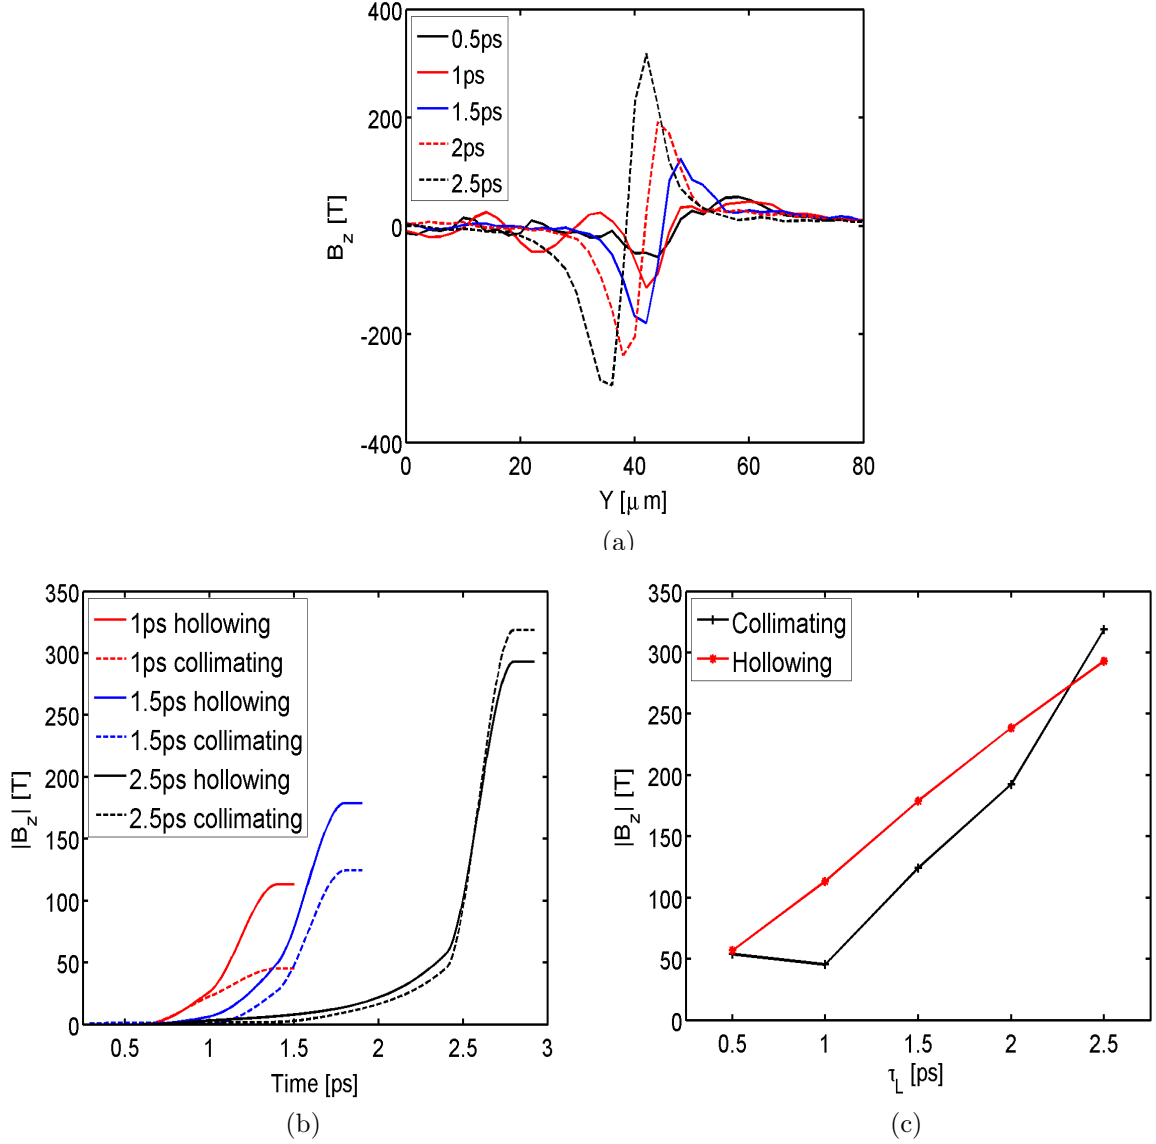 400
200
0
-200
-400
B_z [T]
0.5ps
1ps
1.5ps
2ps
2.5ps
0 20 40 60 80
Y [μ m]
(a)
350
300
250
200
150
100
50
0
|B_z| [T]
1ps hollowing
1ps collimating
1.5ps hollowing
1.5ps collimating
2.5ps hollowing
2.5ps collimating
0.5 1 1.5 2 2.5 3
Time [ps]
(b)
350
300
250
200
150
100
50
0
|B_z| [T]
Collimating
Hollowing
0.5 1 1.5 2 2.5
τ_L [ps]
(c)